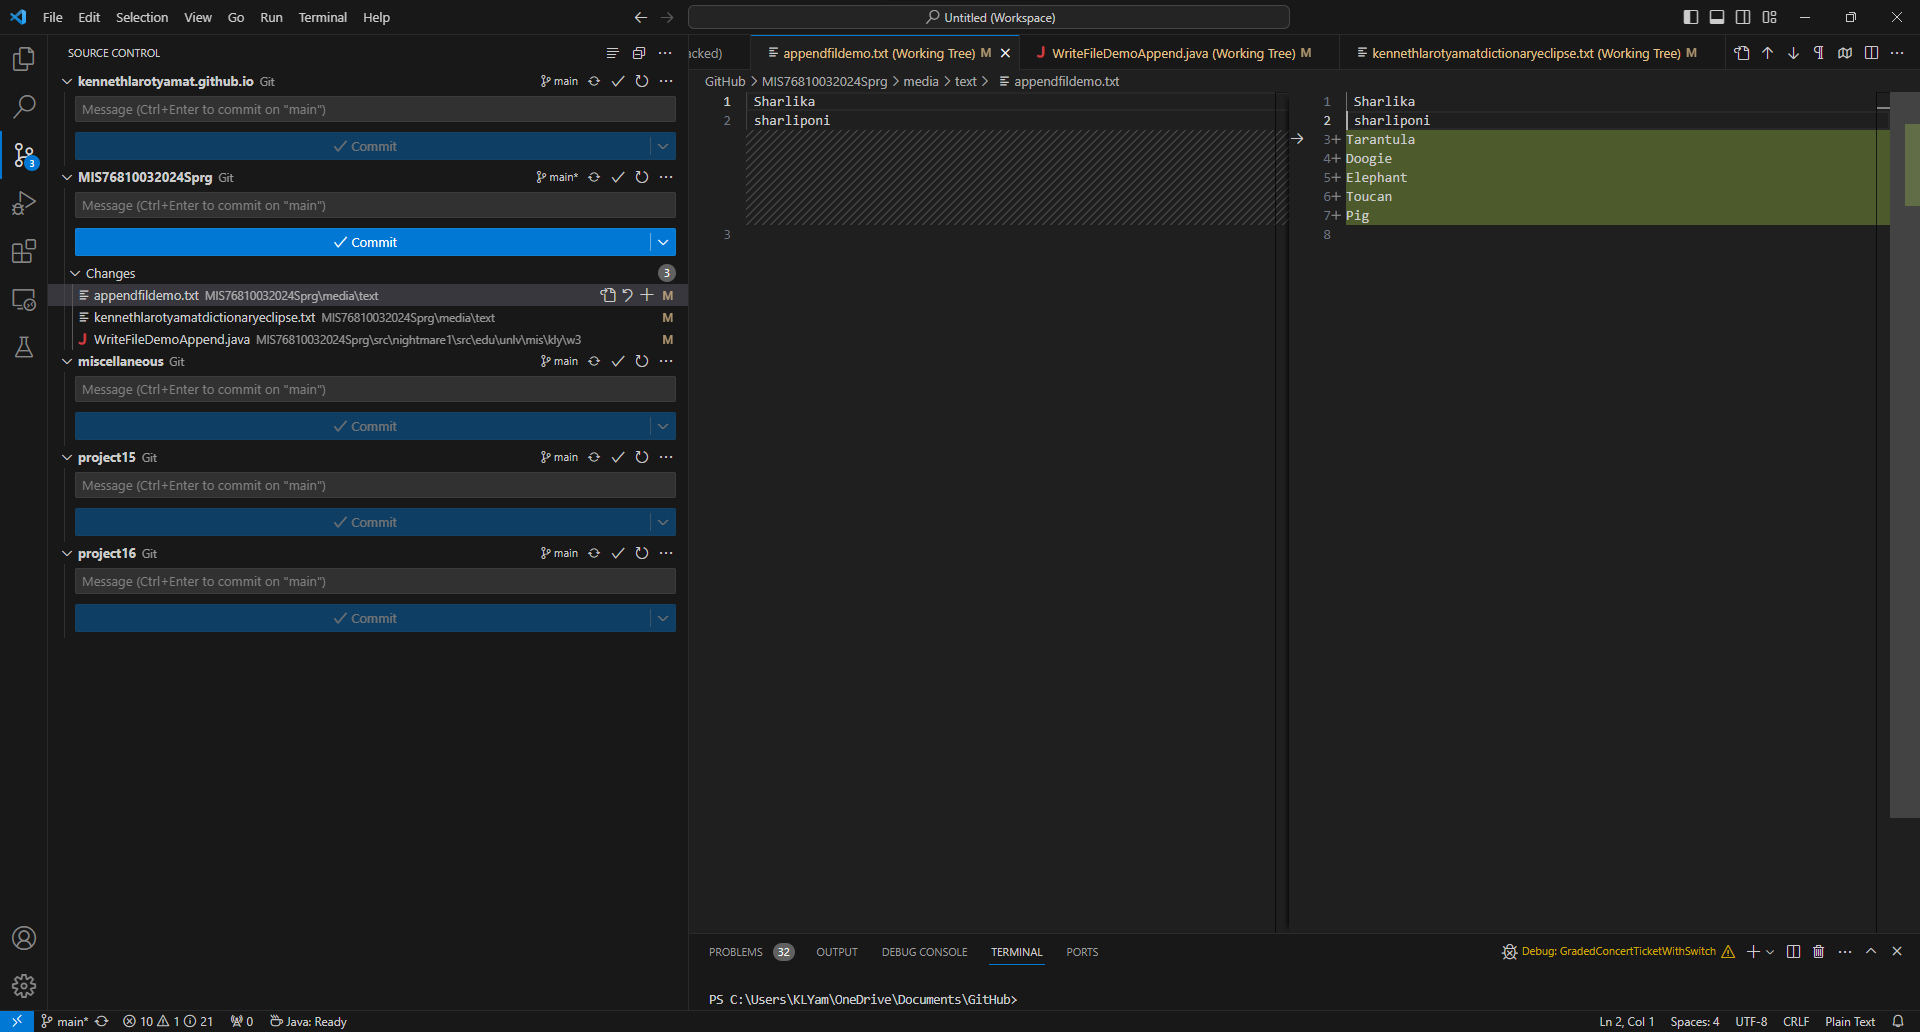 File Edit Selection View Go Run Terminal Help
Untitled (Workspace)
SOURCE CONTROL
kennethlarotyamat.github.io Git main
Message (Ctrl+Enter to commit on "main")
Commit
MIS76810032024Sprg Git main*
Message (Ctrl+Enter to commit on "main")
Commit
Changes 3
appendfildemo.txt MIS76810032024Sprg\media\text M
kennethlarotyamatdictionaryeclipse.txt MIS76810032024Sprg\media\text M
WriteFileDemoAppend.java MIS76810032024Sprg\src\nightmare1\src\edu\unlv\mis\kly\w3 M
miscellaneous Git main
Message (Ctrl+Enter to commit on "main")
Commit
project15 Git main
Message (Ctrl+Enter to commit on "main")
Commit
project16 Git main
Message (Ctrl+Enter to commit on "main")
Commit
3
acked) appendfildemo.txt (Working Tree) M WriteFileDemoAppend.java (Working Tree) M kennethlarotyamatdictionaryeclipse.txt (Working Tree) M
GitHub > MIS76810032024Sprg > media > text > appendfildemo.txt
1 Sharlika
2 sharliponi
3
1 Sharlika
2 sharliponi
3+ Tarantula
4+ Doogie
5+ Elephant
6+ Toucan
7+ Pig
8
PROBLEMS 32 OUTPUT DEBUG CONSOLE TERMINAL PORTS
Debug: GradedConcertTicketWithSwitch
PS C:\Users\KLYam\OneDrive\Documents\GitHub>
main* 10 1 21 0 Java: Ready
Ln 2, Col 1 Spaces: 4 UTF-8 CRLF Plain Text